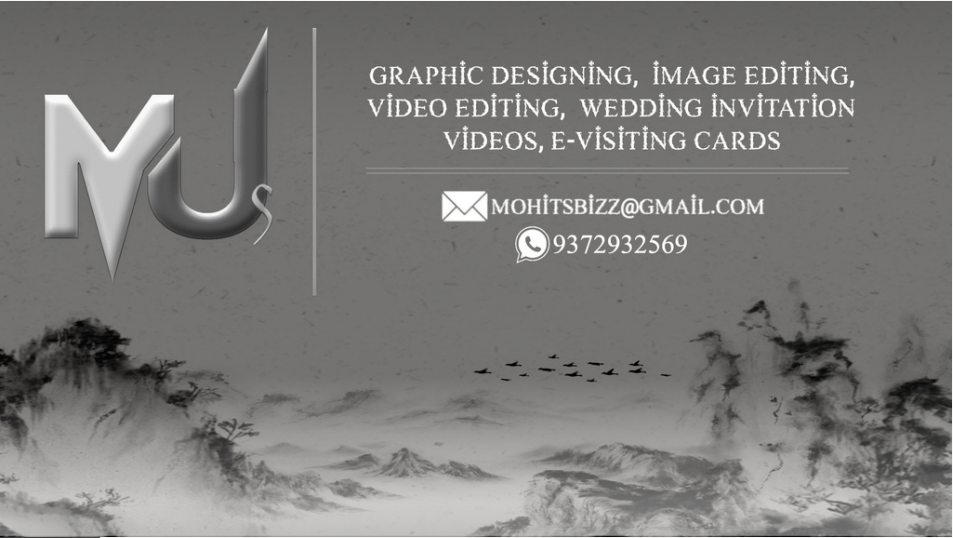 MUs
GRAPHİC DESİGNİNG, İMAGE EDİTİNG,
VİDEO EDİTİNG, WEDDİNG İNVİTATİON
VİDEOS, E-VİSİTİNG CARDS
MOHİTSBİZZ@GMAİL.COM
9372932569